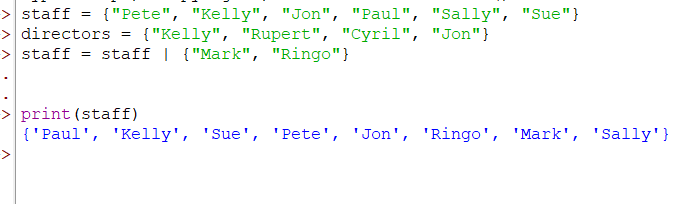 > staff = {"Pete", "Kelly", "Jon", "Paul", "Sally", "Sue"}
> directors = {"Kelly", "Rupert", "Cyril", "Jon"}
> staff = staff | {"Mark", "Ringo"}
.
.
> print(staff)
{'Paul', 'Kelly', 'Sue', 'Pete', 'Jon', 'Ringo', 'Mark', 'Sally'}
>